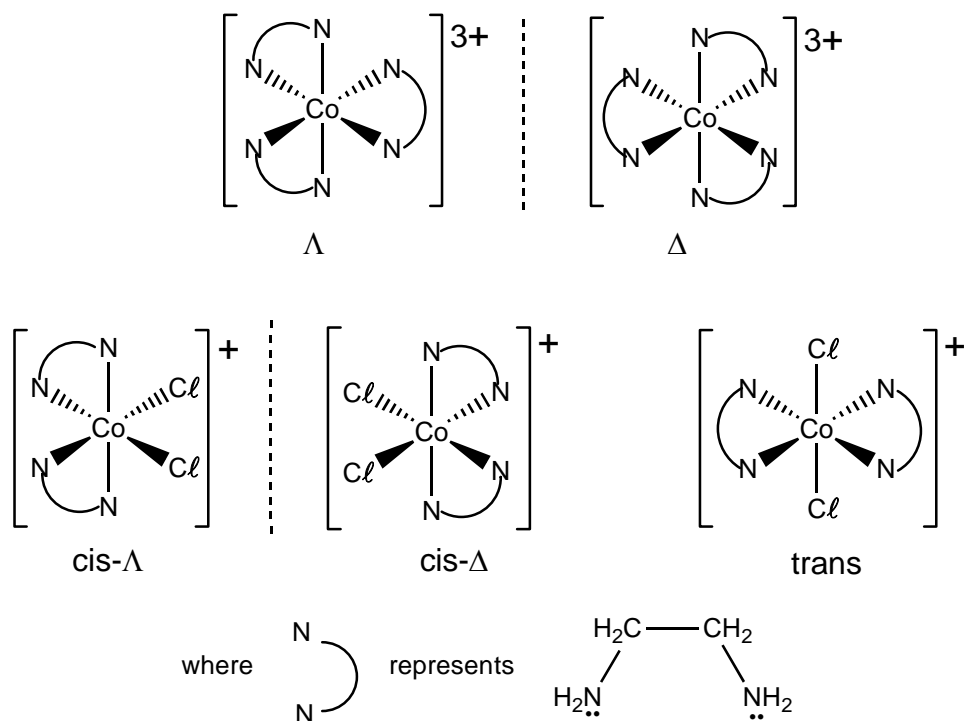 N N 3+ N 3+
N N N N
Co Co
N N N N
N N
Λ Δ
N + N + Cℓ +
N Cℓ Cℓ N N N
Co Co Co
N Cℓ Cℓ N N N
N N Cℓ
cis-Λ cis-Δ trans
N H₂C CH₂
where represents
N H₂N NH₂